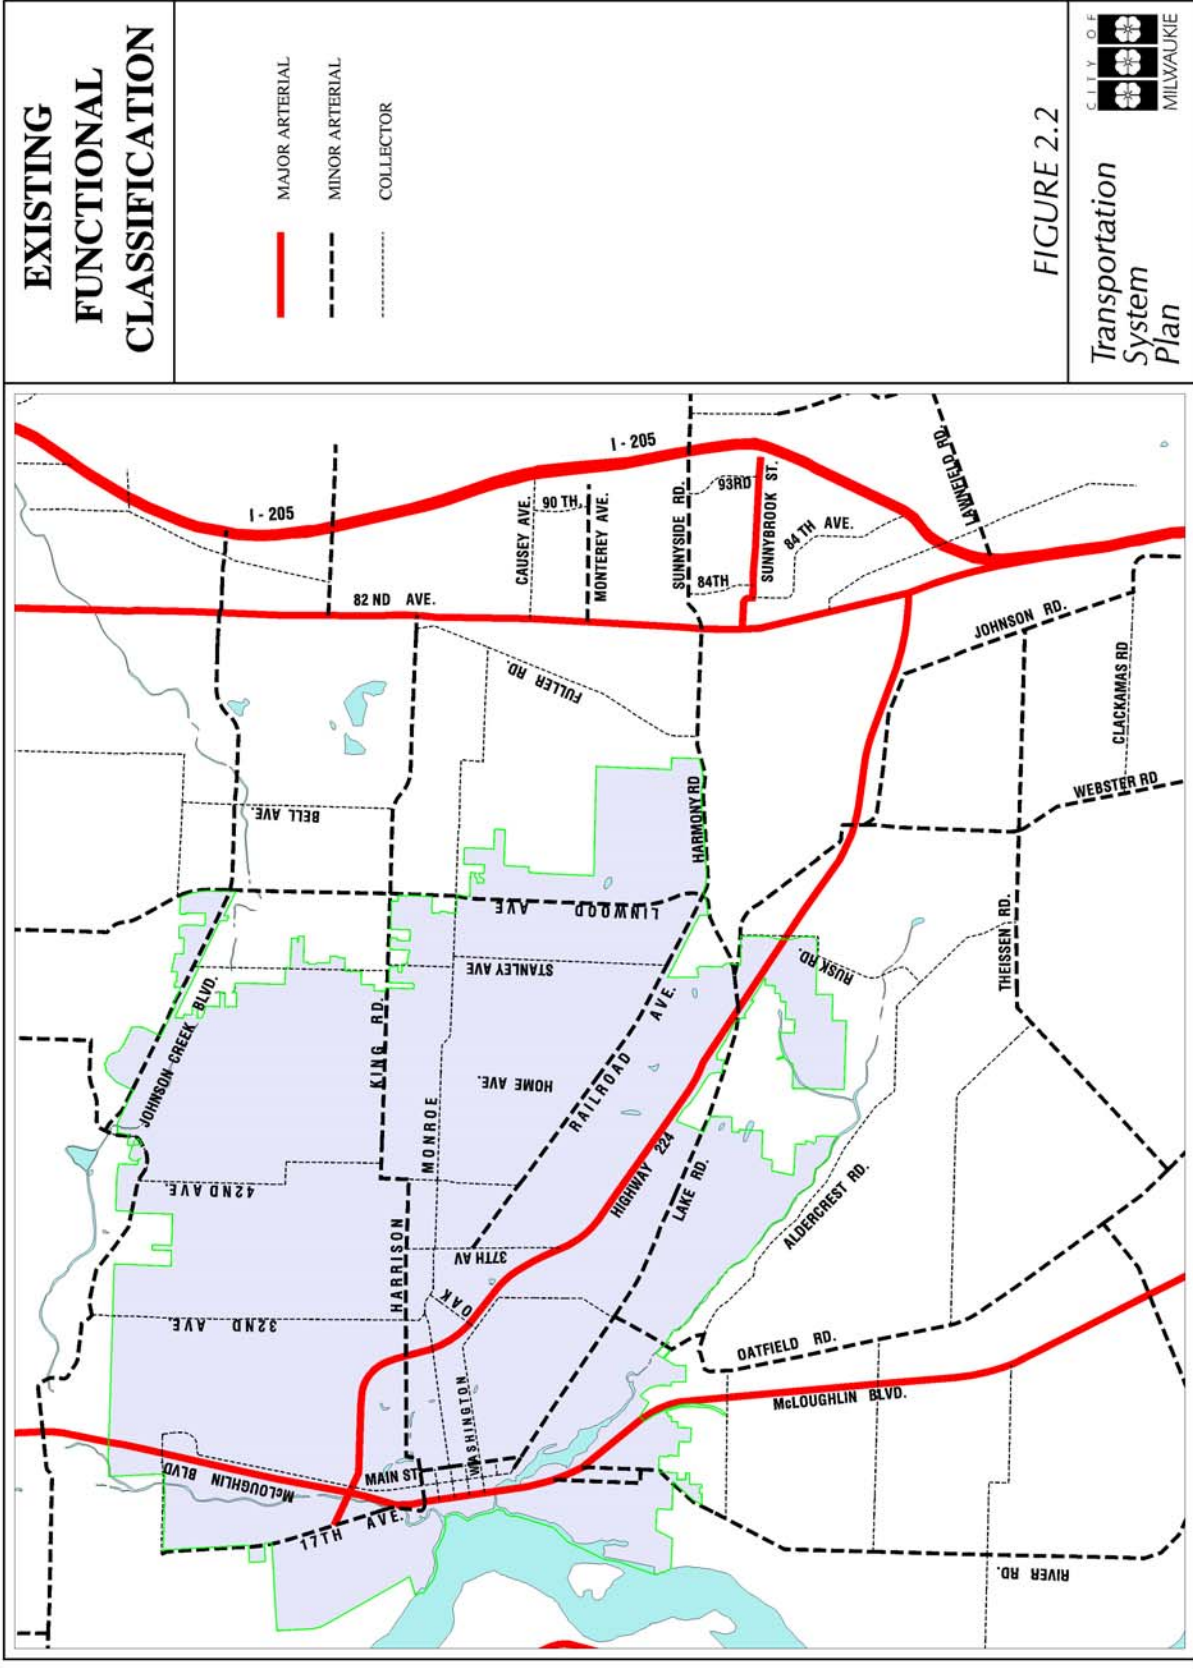 EXISTING
FUNCTIONAL
CLASSIFICATION
MAJOR ARTERIAL
MINOR ARTERIAL
COLLECTOR
FIGURE 2.2
Transportation
System
Plan
CITY OF
MILWAUKIE
I - 205
I - 205
82 ND AVE.
CAUSEY AVE.
90 TH.
MONTEREY AVE.
SUNNYSIDE RD.
93RD
84TH
SUNNYBROOK ST.
84 TH AVE.
LAWNFIELD RD.
JOHNSON RD.
CLACKAMAS RD
WEBSTER RD
THEISSEN RD.
FULLER RD.
BELL AVE.
HARMONY RD
LINWOOD AVE
STANLEY AVE
RUSK RD.
JOHNSON CREEK BLVD.
KING RD.
RAILROAD AVE.
HOME AVE.
MONROE
42ND AVE
HIGHWAY 224
LAKE RD.
ALDERCREST RD.
HARRISON
37TH AV
OAK
32ND AVE
OATFIELD RD.
McLOUGHLIN BLVD.
WASHINGTON
MAIN ST.
McLOUGHLIN BLVD
17TH AVE.
RIVER RD.